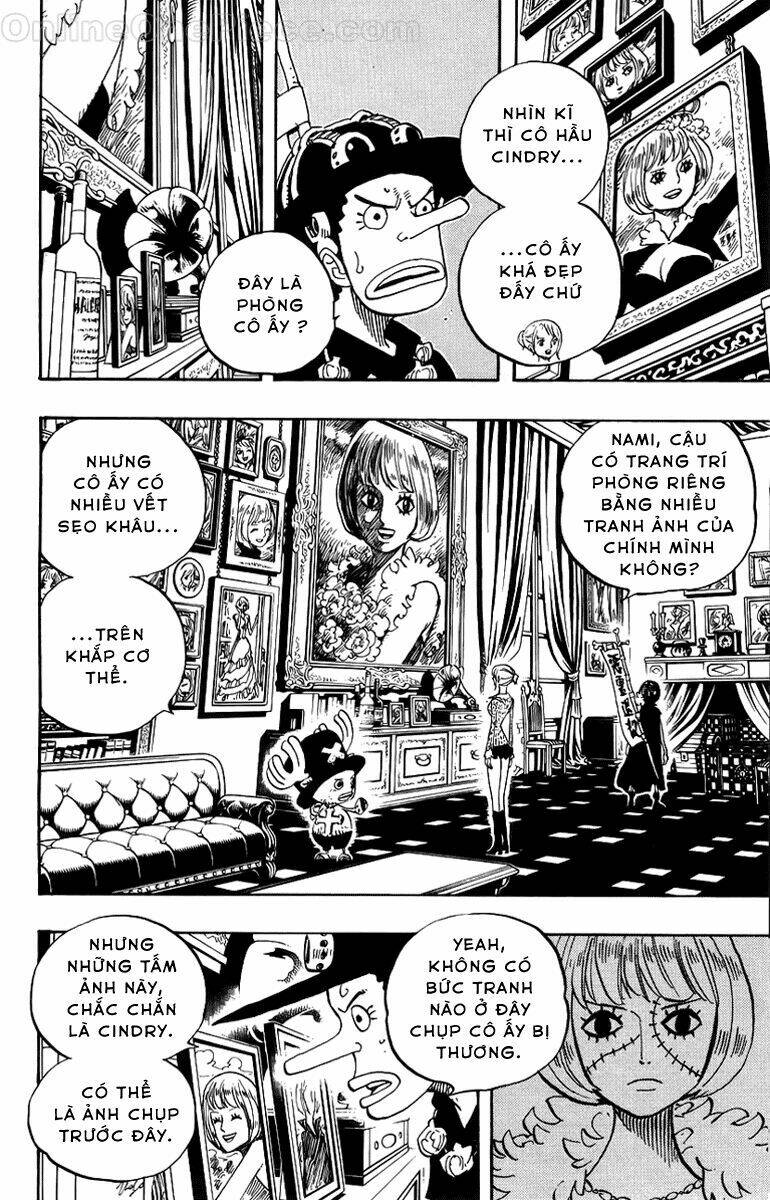 OnlineOnePiece.com
NHÌN KĨ
THÌ CÔ HẦU
CINDRY...
...CÔ ẤY
KHÁ ĐẸP
ĐẤY CHỨ
ĐÂY LÀ
PHÒNG
CÔ ẤY ?
NAMI, CẬU
CÓ TRANG TRÍ
PHÒNG RIÊNG
BẰNG NHIỀU
TRANH ẢNH CỦA
CHÍNH MÌNH
KHÔNG?
NHƯNG
CÔ ẤY CÓ
NHIỀU VẾT
SẸO KHÂU...
...TRÊN
KHẮP CƠ
THỂ.
YEAH,
KHÔNG CÓ
BỨC TRANH
NÀO Ở ĐÂY
CHỤP CÔ ẤY BỊ
THƯƠNG.
NHƯNG
NHỮNG TẤM
ẢNH NÀY,
CHẮC CHẮN
LÀ CINDRY.
CÓ THỂ
LÀ ẢNH CHỤP
TRƯỚC ĐÂY.